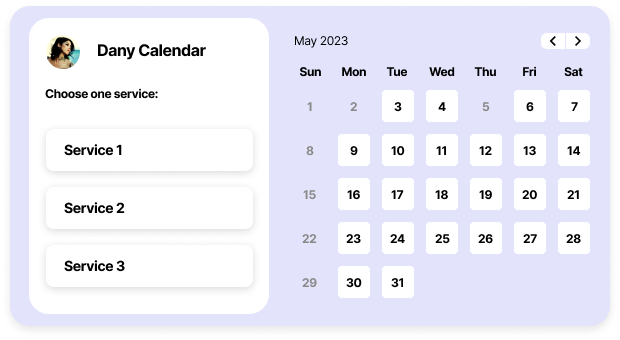 Dany Calendar
Choose one service:
Service 1
Service 2
Service 3
May 2023
Sun Mon Tue Wed Thu Fri Sat
1 2 3 4 5 6 7
8 9 10 11 12 13 14
15 16 17 18 19 20 21
22 23 24 25 26 27 28
29 30 31